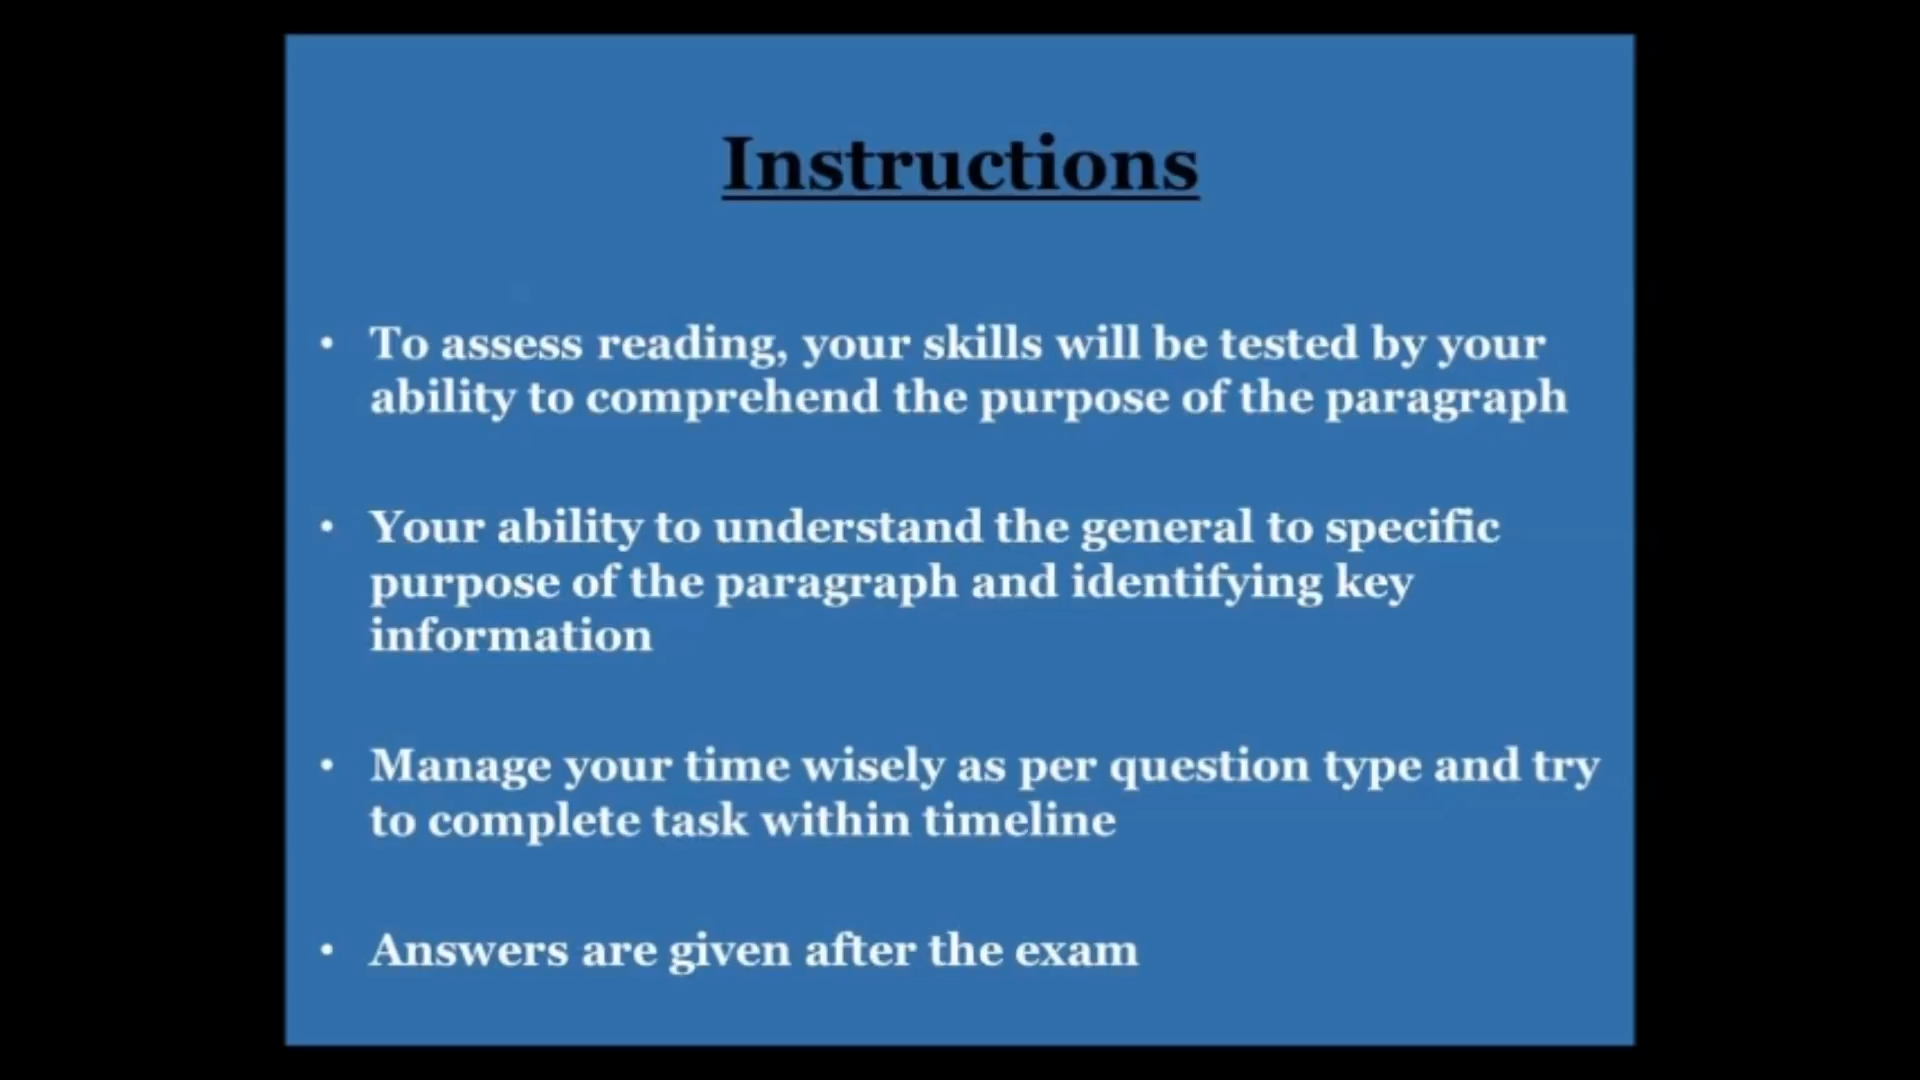 Instructions
• To assess reading, your skills will be tested by your
ability to comprehend the purpose of the paragraph
• Your ability to understand the general to specific
purpose of the paragraph and identifying key
information
• Manage your time wisely as per question type and try
to complete task within timeline
• Answers are given after the exam